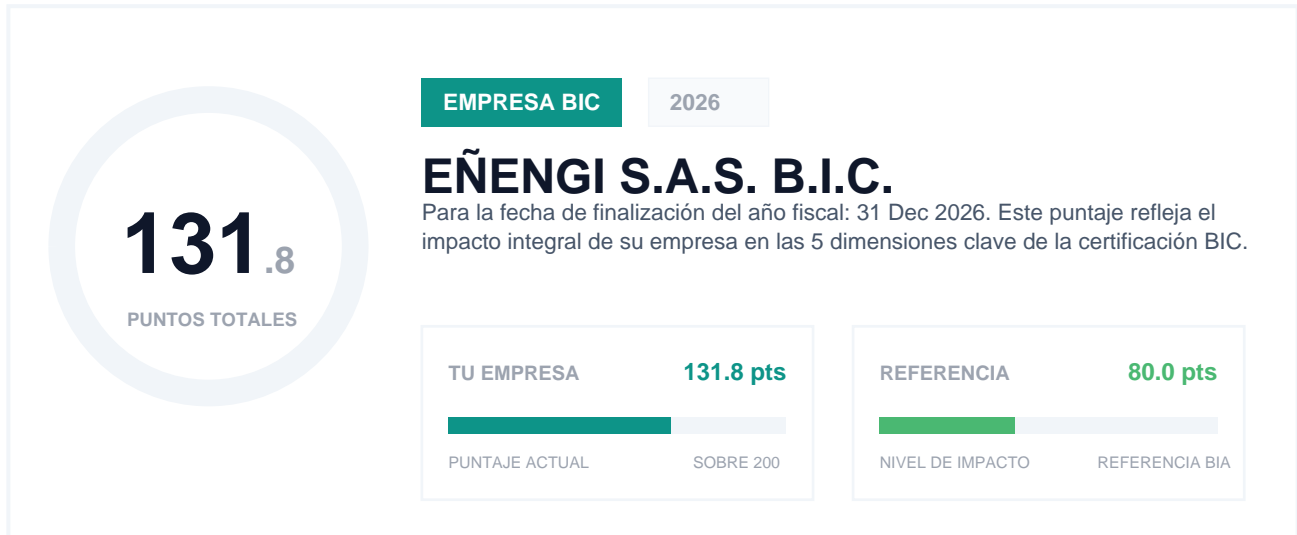 131.8
PUNTOS TOTALES
EMPRESA BIC
2026
EÑENGI S.A.S. B.I.C.
Para la fecha de finalización del año fiscal: 31 Dec 2026. Este puntaje refleja el
impacto integral de su empresa en las 5 dimensiones clave de la certificación BIC.
TU EMPRESA 131.8 pts
PUNTAJE ACTUAL SOBRE 200
REFERENCIA 80.0 pts
NIVEL DE IMPACTO REFERENCIA BIA